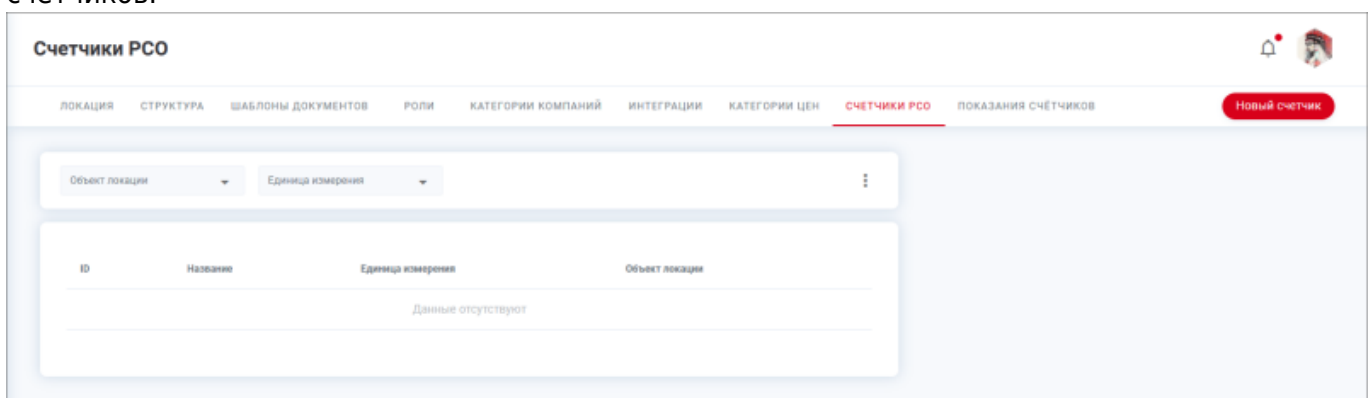 счетчиков.
Счетчики РСО
ЛОКАЦИЯ СТРУКТУРА ШАБЛОНЫ ДОКУМЕНТОВ РОЛИ КАТЕГОРИИ КОМПАНИЙ ИНТЕГРАЦИИ КАТЕГОРИИ ЦЕН СЧЕТЧИКИ РСО ПОКАЗАНИЯ СЧЁТЧИКОВ Новый счетчик
Объект локации Единица измерения
ID Название Единица измерения Объект локации
Данные отсутствуют